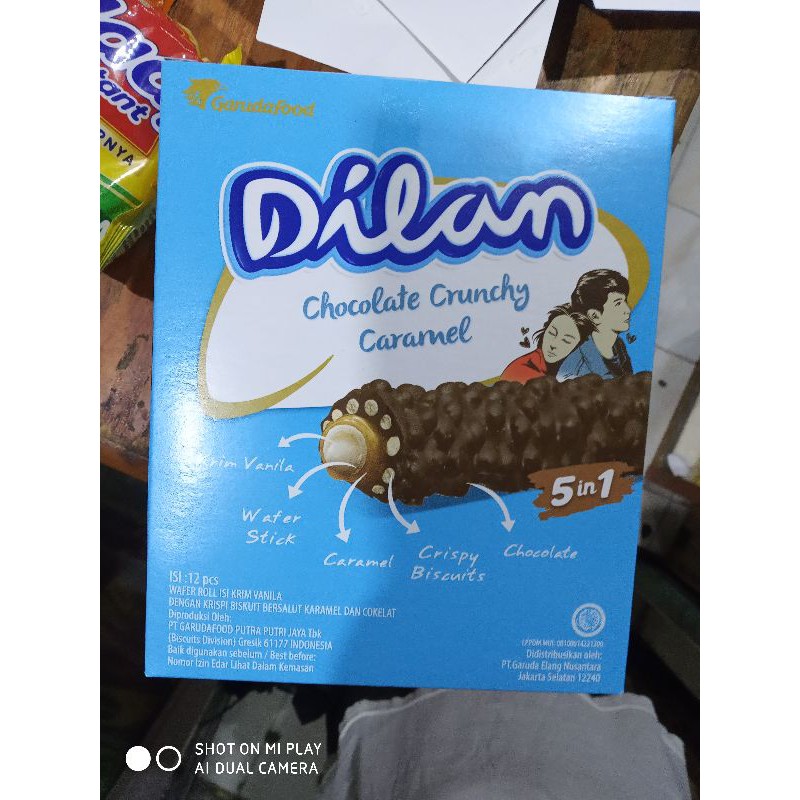 Garudafood
Dilan
Chocolate Crunchy
Caramel
Krim Vanila
Wafer
Stick
Caramel
Crispy
Biscuits
Chocolate
5 in 1
ISI : 12 pcs
WAFER ROLL ISI KRIM VANILA
DENGAN KRISPI BISKUIT BERSALUT KARAMEL DAN COKELAT
Diproduksi Oleh:
PT GARUDAFOOD PUTRA PUTRI JAYA Tbk
(Biscuits Division) Gresik 61177 INDONESIA
Baik digunakan sebelum / Best before:
Nomor Izin Edar Lihat Dalam Kemasan
Didistribusikan oleh:
PT.Garuda Elang Nusantara
Jakarta Selatan 12240
SHOT ON MI PLAY
AI DUAL CAMERA